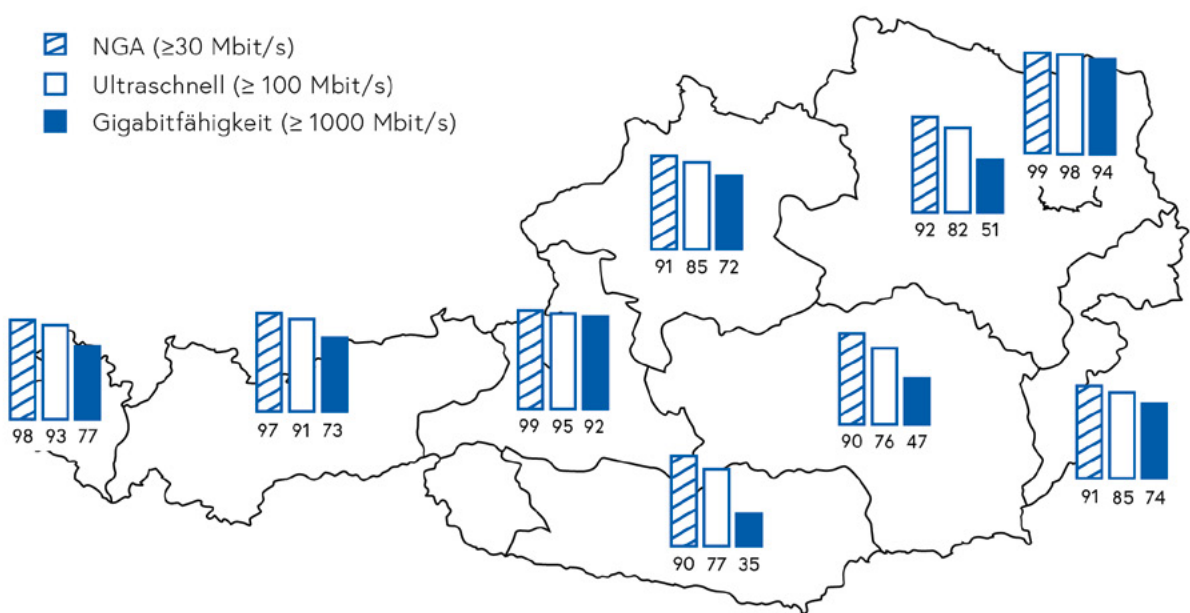 NGA (≥30 Mbit/s)
Ultraschnell (≥ 100 Mbit/s)
Gigabitfähigkeit (≥ 1000 Mbit/s)
99 98 94
92 82 51
91 85 72
98 93 77
97 91 73
99 95 92
90 76 47
91 85 74
90 77 35